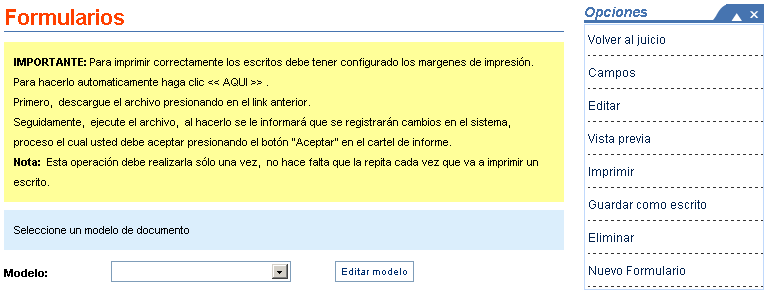 Formularios
IMPORTANTE: Para imprimir correctamente los escritos debe tener configurado los margenes de impresión.
Para hacerlo automaticamente haga clic << AQUI >> .
Primero, descargue el archivo presionando en el link anterior.
Seguidamente, ejecute el archivo, al hacerlo se le informará que se registrarán cambios en el sistema,
proceso el cual usted debe aceptar presionando el botón "Aceptar" en el cartel de informe.
Nota: Esta operación debe realizarla sólo una vez, no hace falta que la repita cada vez que va a imprimir un
escrito.
Seleccione un modelo de documento
Modelo:
Editar modelo
Opciones
Volver al juicio
Campos
Editar
Vista previa
Imprimir
Guardar como escrito
Eliminar
Nuevo Formulario